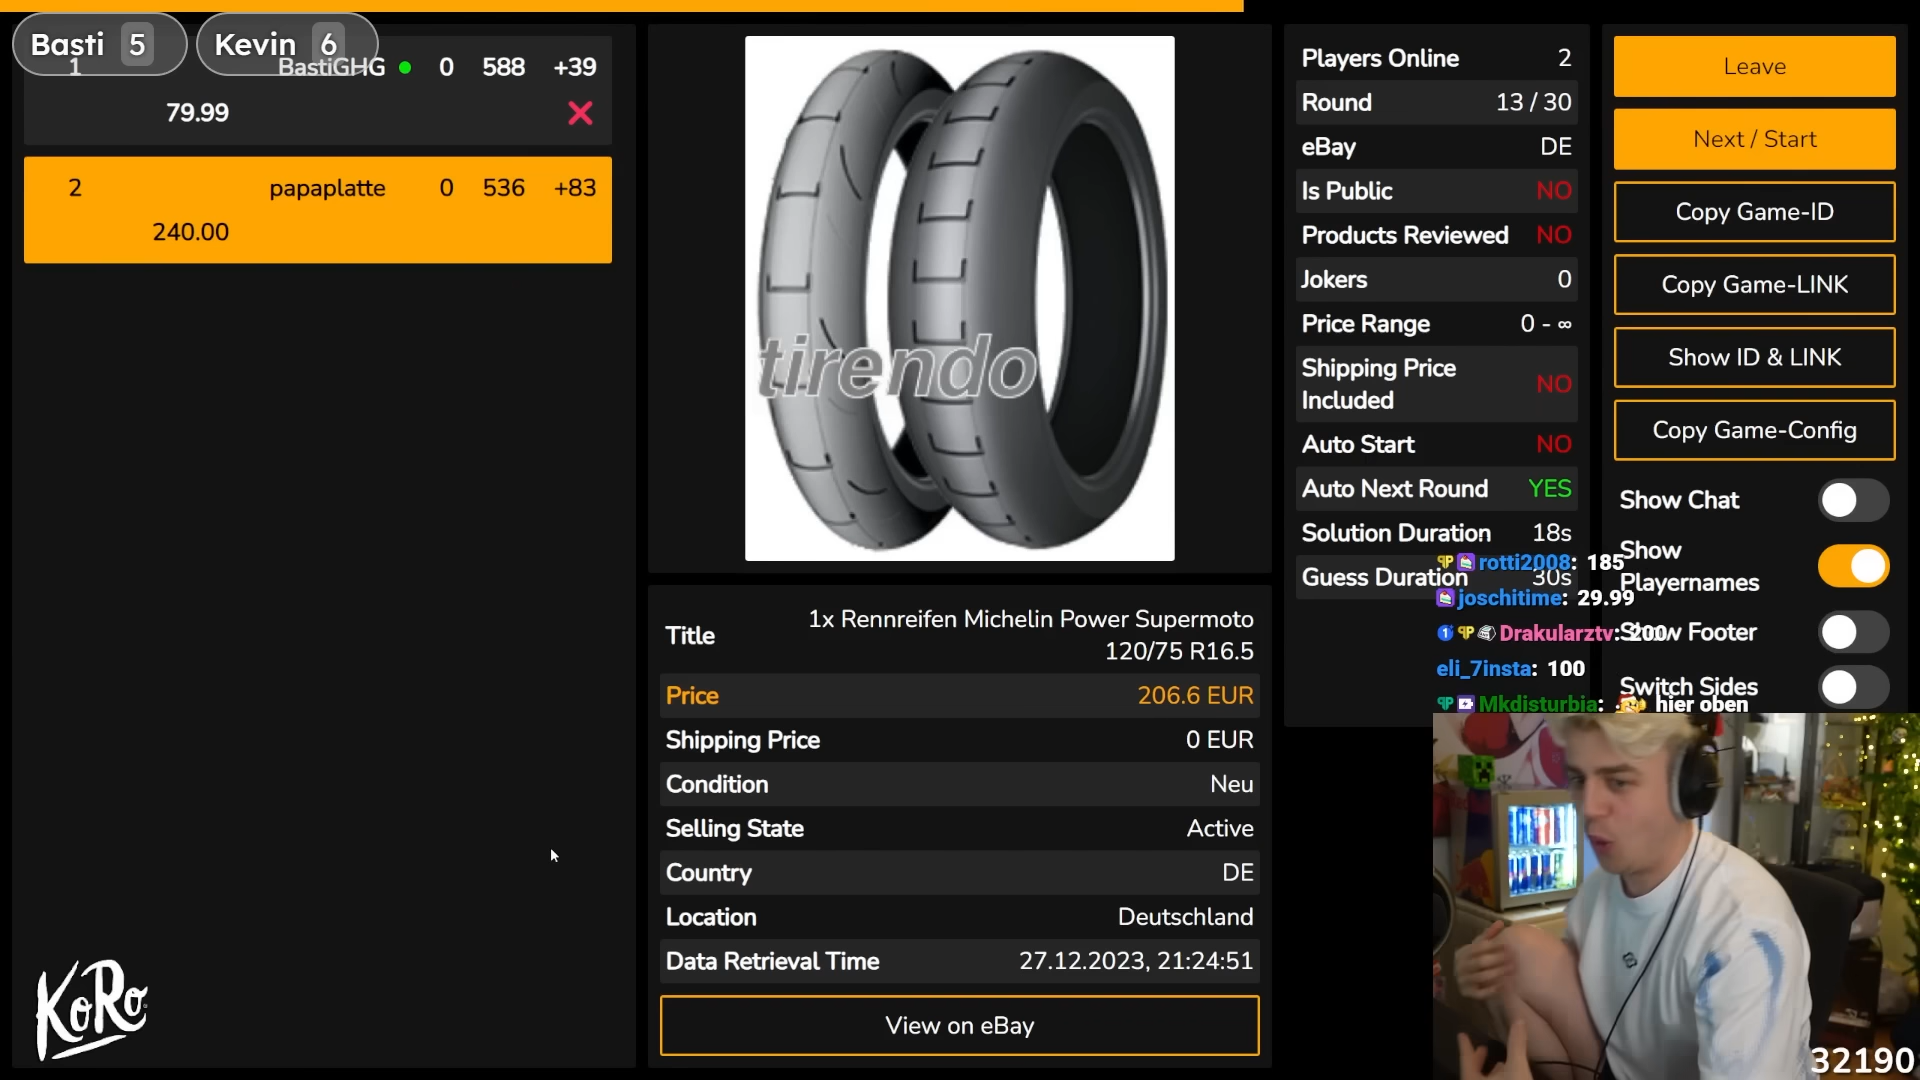 Basti 5
Kevin 6
1 BastiGHG 0 588 +39
79.99
2 papaplatte 0 536 +83
240.00
tirendo
Title 1x Rennreifen Michelin Power Supermoto
120/75 R16.5
Price 206.6 EUR
Shipping Price 0 EUR
Condition Neu
Selling State Active
Country DE
Location Deutschland
Data Retrieval Time 27.12.2023, 21:24:51
View on eBay
Players Online 2
Round 13 / 30
eBay DE
Is Public NO
Products Reviewed NO
Jokers 0
Price Range 0 - ∞
Shipping Price
Included NO
Auto Start NO
Auto Next Round YES
Solution Duration 18s
Guess Duration 30s
Leave
Next / Start
Copy Game-ID
Copy Game-LINK
Show ID & LINK
Copy Game-Config
Show Chat
Show
Playernames
Show Footer
Switch Sides
rotti2008: 185
joschitime: 29.99
Drakularztv: 200
eli_7insta: 100
Mkdisturbia: hier oben
KoRo
32190